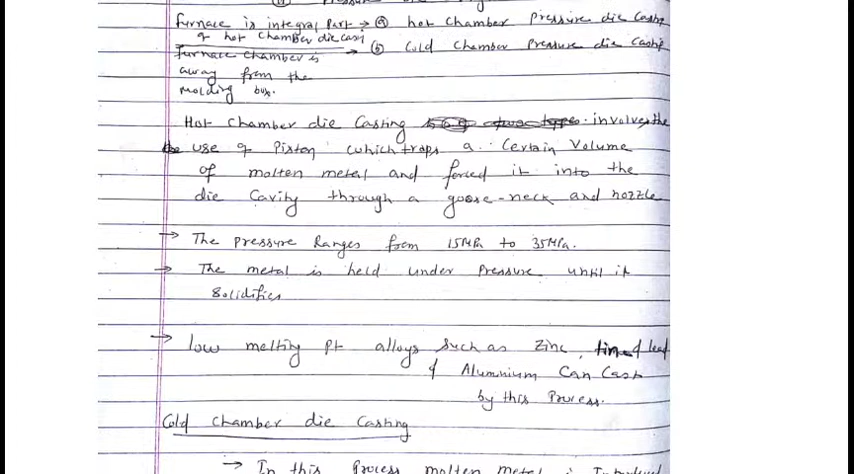 furnace is integral part → ⓐ hot chamber Pressure die Casting
of hot chamber die cast
furnace chamber is → ⓑ Cold Chamber Pressure die Casting
away from the
molding box.
Hot chamber die Casting involves the
use of Piston which traps a Certain Volume
of molten metal and forced it into the
die Cavity through a goose-neck and nozzle
→ The pressure Ranges from 15MPa to 35MPa.
→ The metal is held under pressure until it
Solidifies
→ low melting pt alloys such as Zinc, tin & lead
& Alumnium Can Cast
by this Process.
Cold chamber die Casting
→ In this Process molten metal is